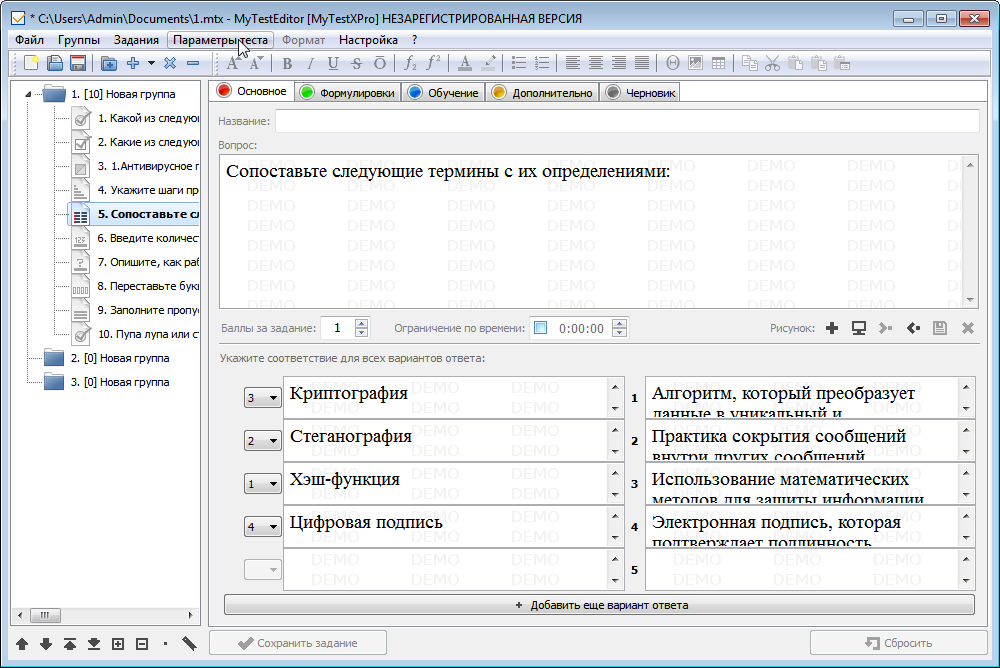 * C:\Users\Admin\Documents\1.mtx - MyTestEditor [MyTestXPro] НЕЗАРЕГИСТРИРОВАННАЯ ВЕРСИЯ
Файл Группы Задания Параметры теста Формат Настройка ?
1. [10] Новая группа
1. Какой из следую
2. Какие из следую
3. 1.Антивирусное п
4. Укажите шаги пр
5. Сопоставьте сл
6. Введите количес
7. Опишите, как раб
8. Переставьте букв
9. Заполните пропус
10. Пупа лупа или ст
2. [0] Новая группа
3. [0] Новая группа
Основное Формулировки Обучение Дополнительно Черновик
Название:
Вопрос:
Сопоставьте следующие термины с их определениями:
Баллы за задание: 1 Ограничение по времени: 0:00:00 Рисунок:
Укажите соответствие для всех вариантов ответа:
3 Криптография 1 Алгоритм, который преобразует
данные в уникальный и
2 Стеганография 2 Практика сокрытия сообщений
внутри других сообщений
1 Хэш-функция 3 Использование математических
методов для защиты информации
4 Цифровая подпись 4 Электронная подпись, которая
подтверждает подлинность
5
+ Добавить еще вариант ответа
Сохранить задание Сбросить